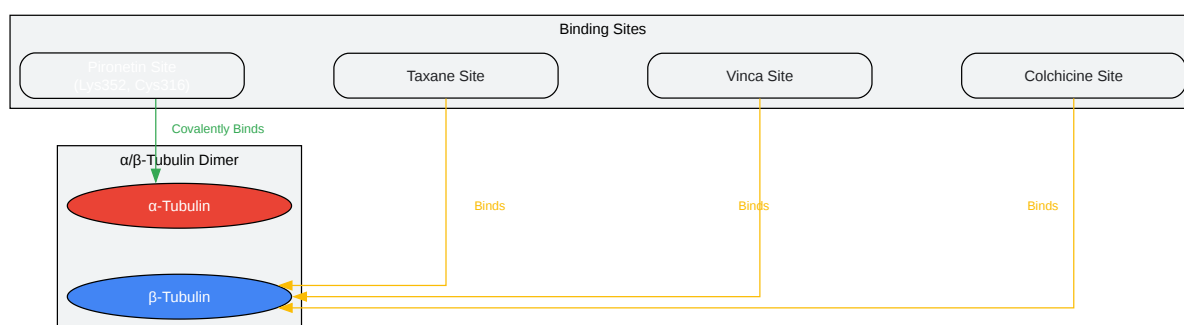 Binding Sites
Pironetin Site
(Lys352, Cys316)
Taxane Site
Vinca Site
Colchicine Site
Covalently Binds
α/β-Tubulin Dimer
α-Tubulin
Binds
Binds
Binds
β-Tubulin